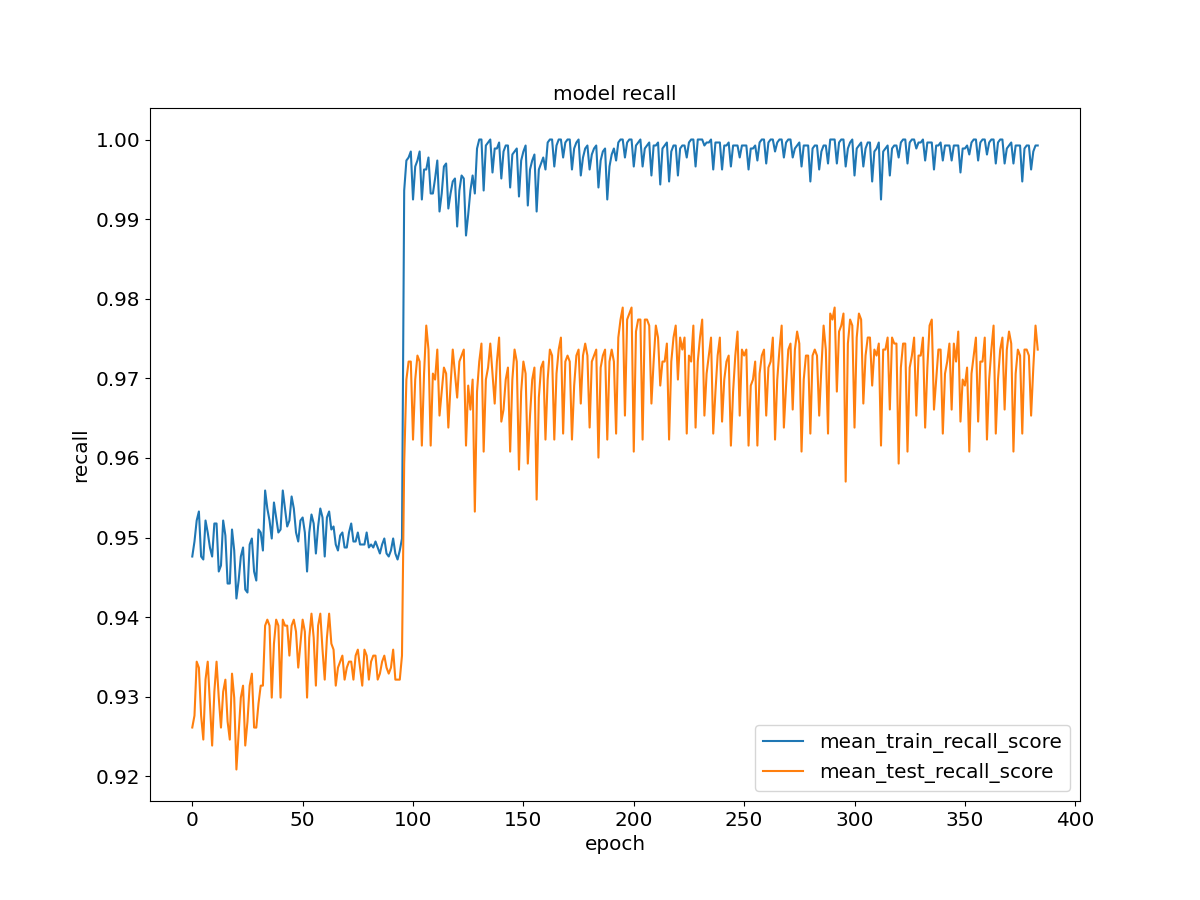 model recall
1.00
0.99
0.98
0.97
0.96
0.95
0.94
0.93
0.92
recall
0 50 100 150 200 250 300 350 400
epoch
mean_train_recall_score
mean_test_recall_score